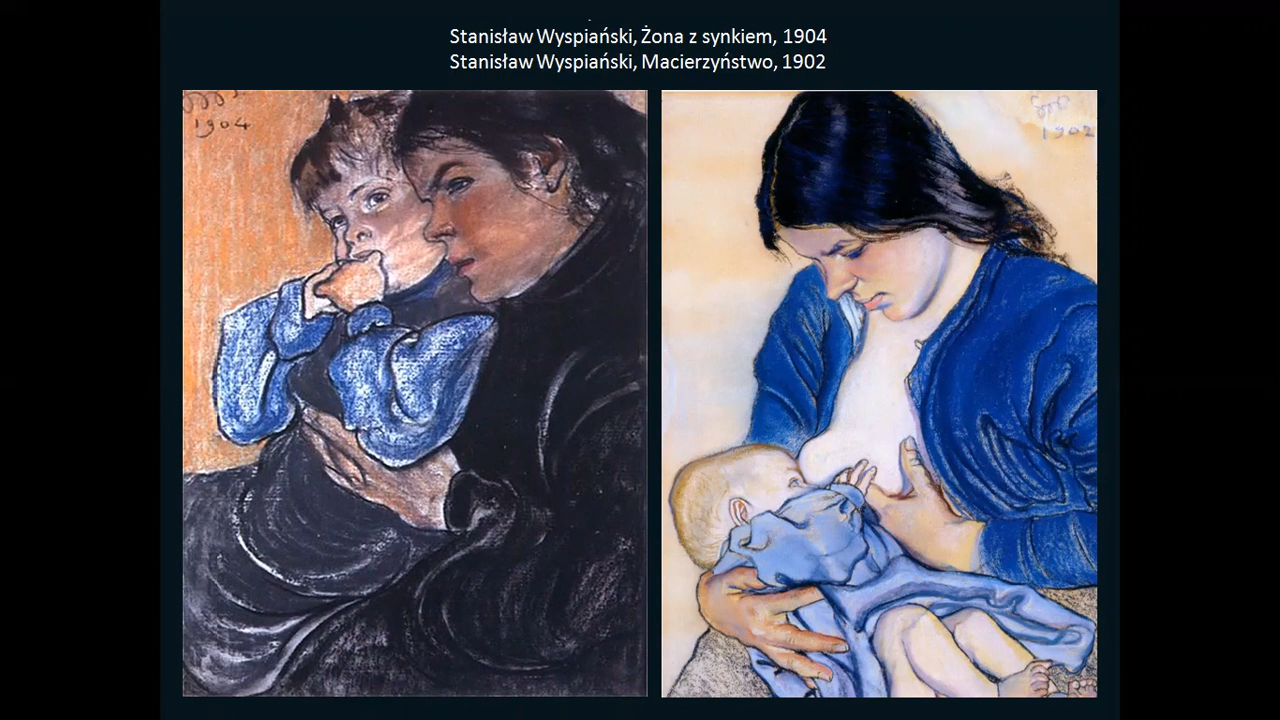 Stanisław Wyspiański, Żona z synkiem, 1904
Stanisław Wyspiański, Macierzyństwo, 1902
1904
1902